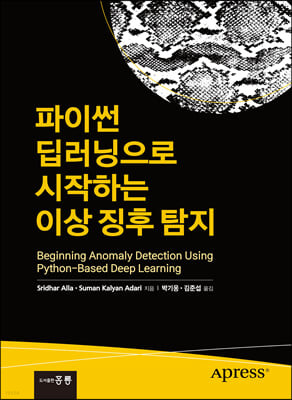 파이썬
딥러닝으로
시작하는
이상 징후 탐지
Beginning Anomaly Detection Using
Python-Based Deep Learning
Sridhar Alla · Suman Kalyan Adari 지음 | 박기웅 · 김준섭 옮김
도서출판 홍릉
Apress®